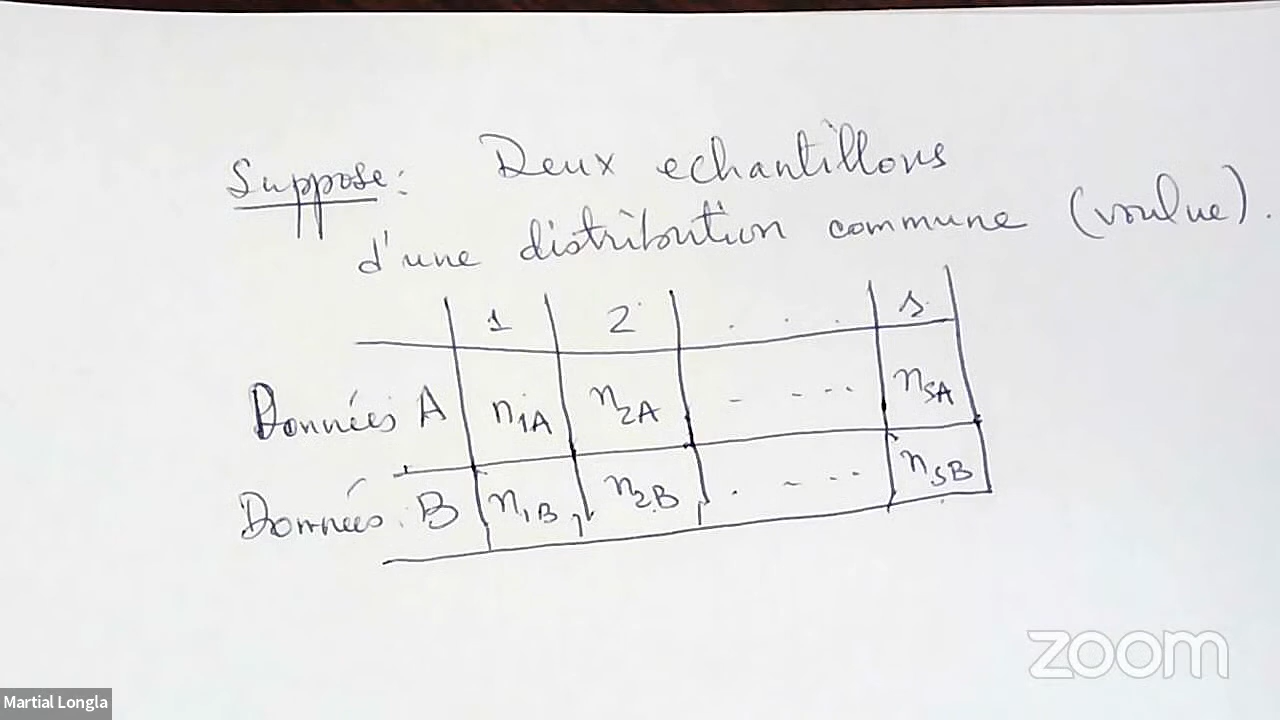 Suppose: Deux echantillons
d'une distribution commune (voulue).
1 2 . . . s
Données A n1A n2A - - -·· nSA
Données B n1B n2B . - -·· nSB
zoom
Martial Longla